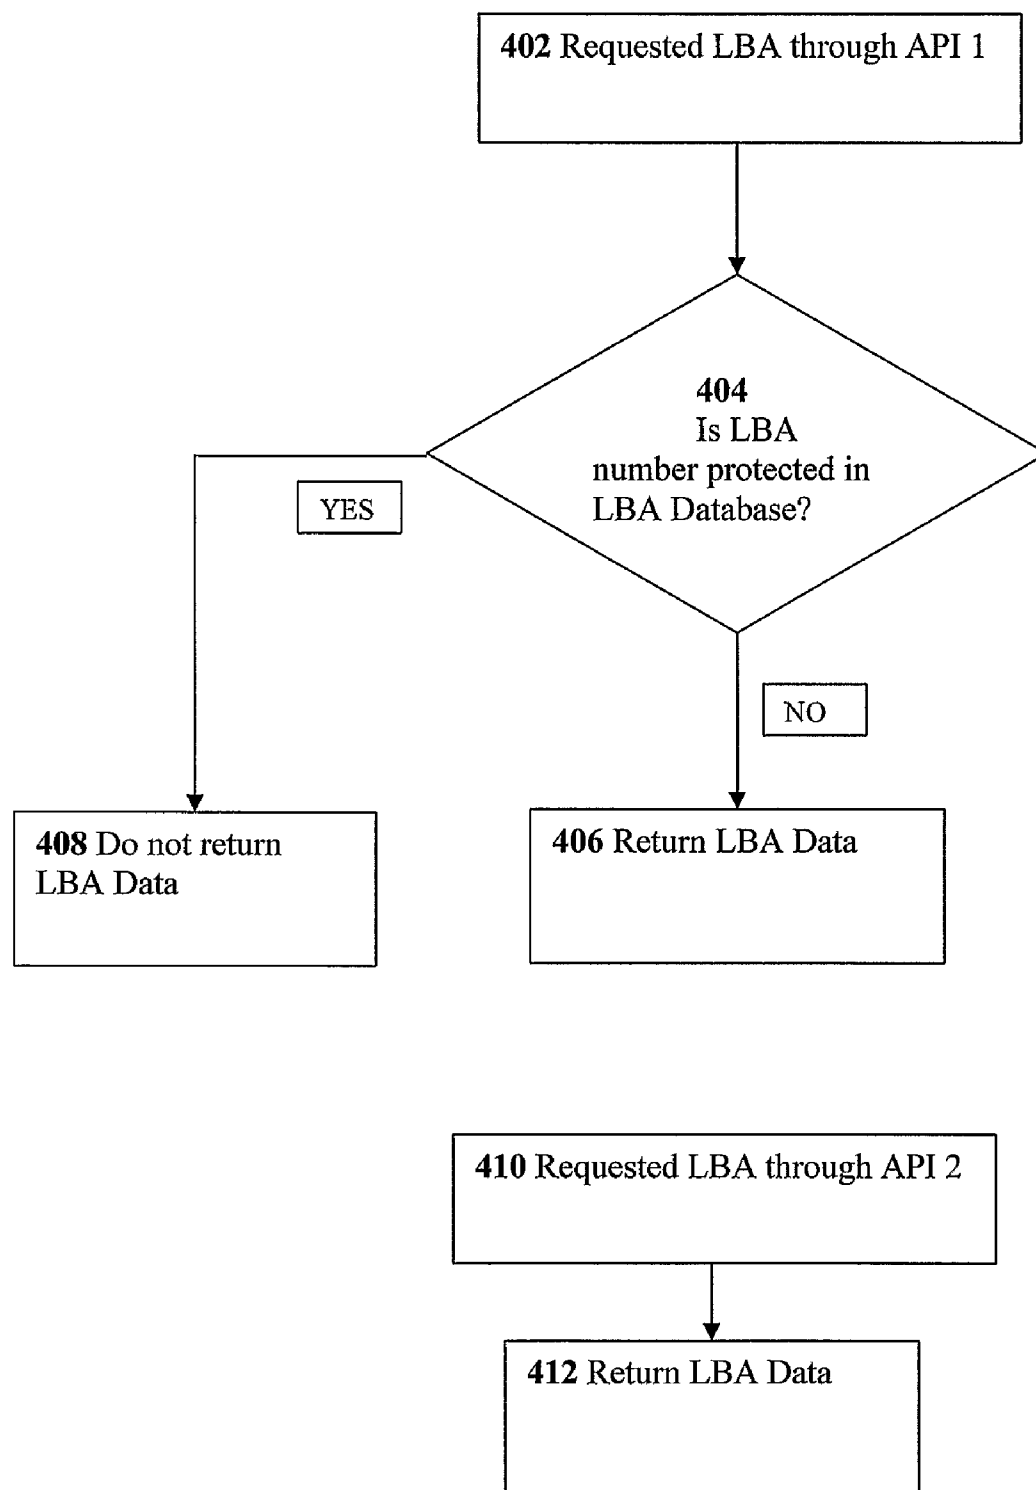 402 Requested LBA through API 1
404
Is LBA
number protected in
LBA Database?
YES
NO
408 Do not return
LBA Data
406 Return LBA Data
410 Requested LBA through API 2
412 Return LBA Data